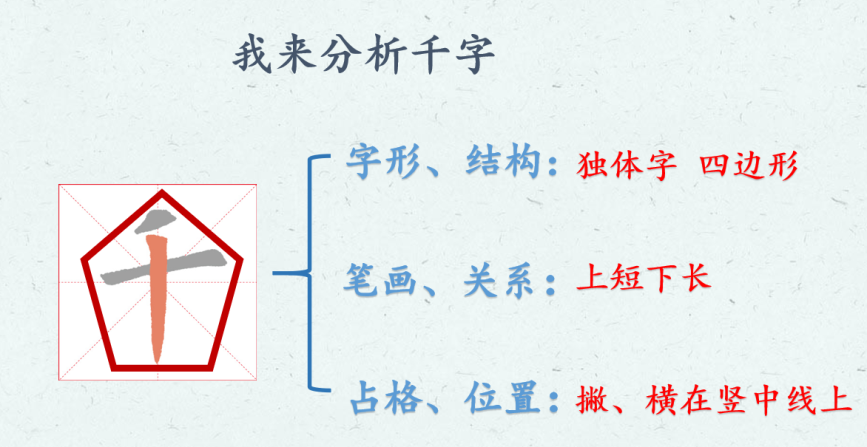 我来分析千字
字形、结构：独体字 四边形
千
笔画、关系：上短下长
占格、位置：撇、横在竖中线上